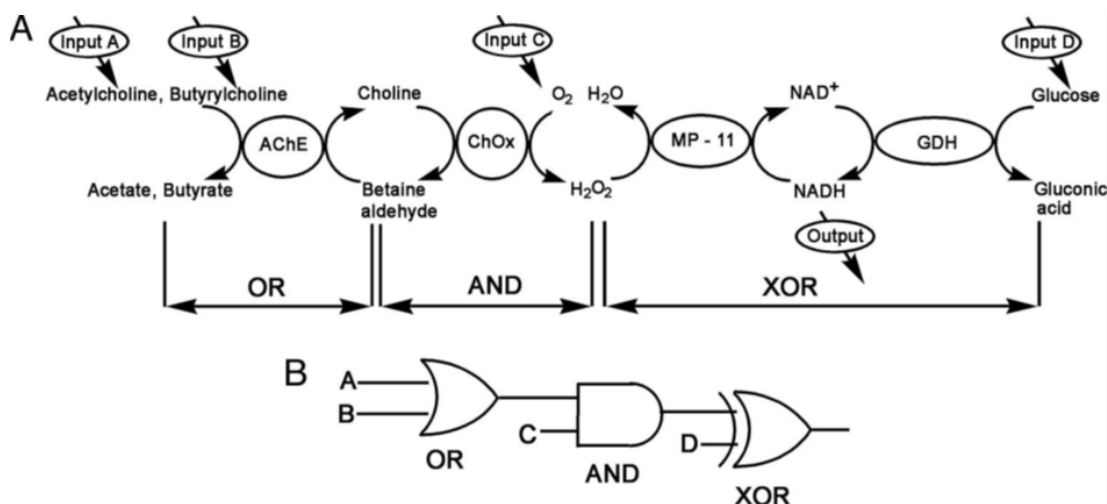 A
Input A
Input B
Input C
Input D
Acetylcholine, Butyrylcholine
Choline
O₂
H₂O
NAD⁺
Glucose
AChE
ChOx
MP - 11
GDH
Acetate, Butyrate
Betaine
aldehyde
H₂O₂
NADH
Gluconic
acid
Output
OR
AND
XOR
B
A
B
C
D
OR
AND
XOR